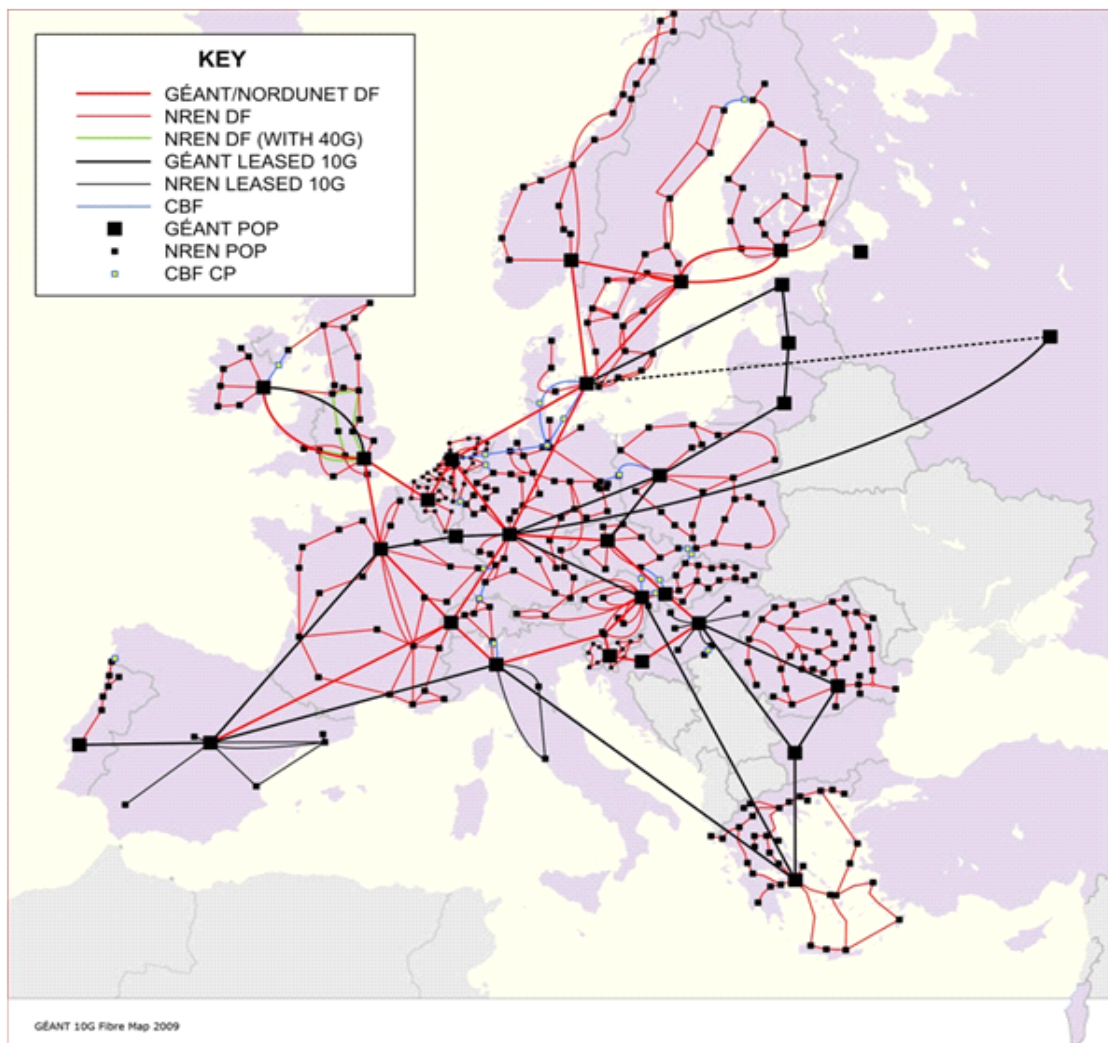 KEY
GÉANT/NORDUNET DF
NREN DF
NREN DF (WITH 40G)
GÉANT LEASED 10G
NREN LEASED 10G
CBF
GÉANT POP
NREN POP
CBF CP
GÉANT 10G Fibre Map 2009